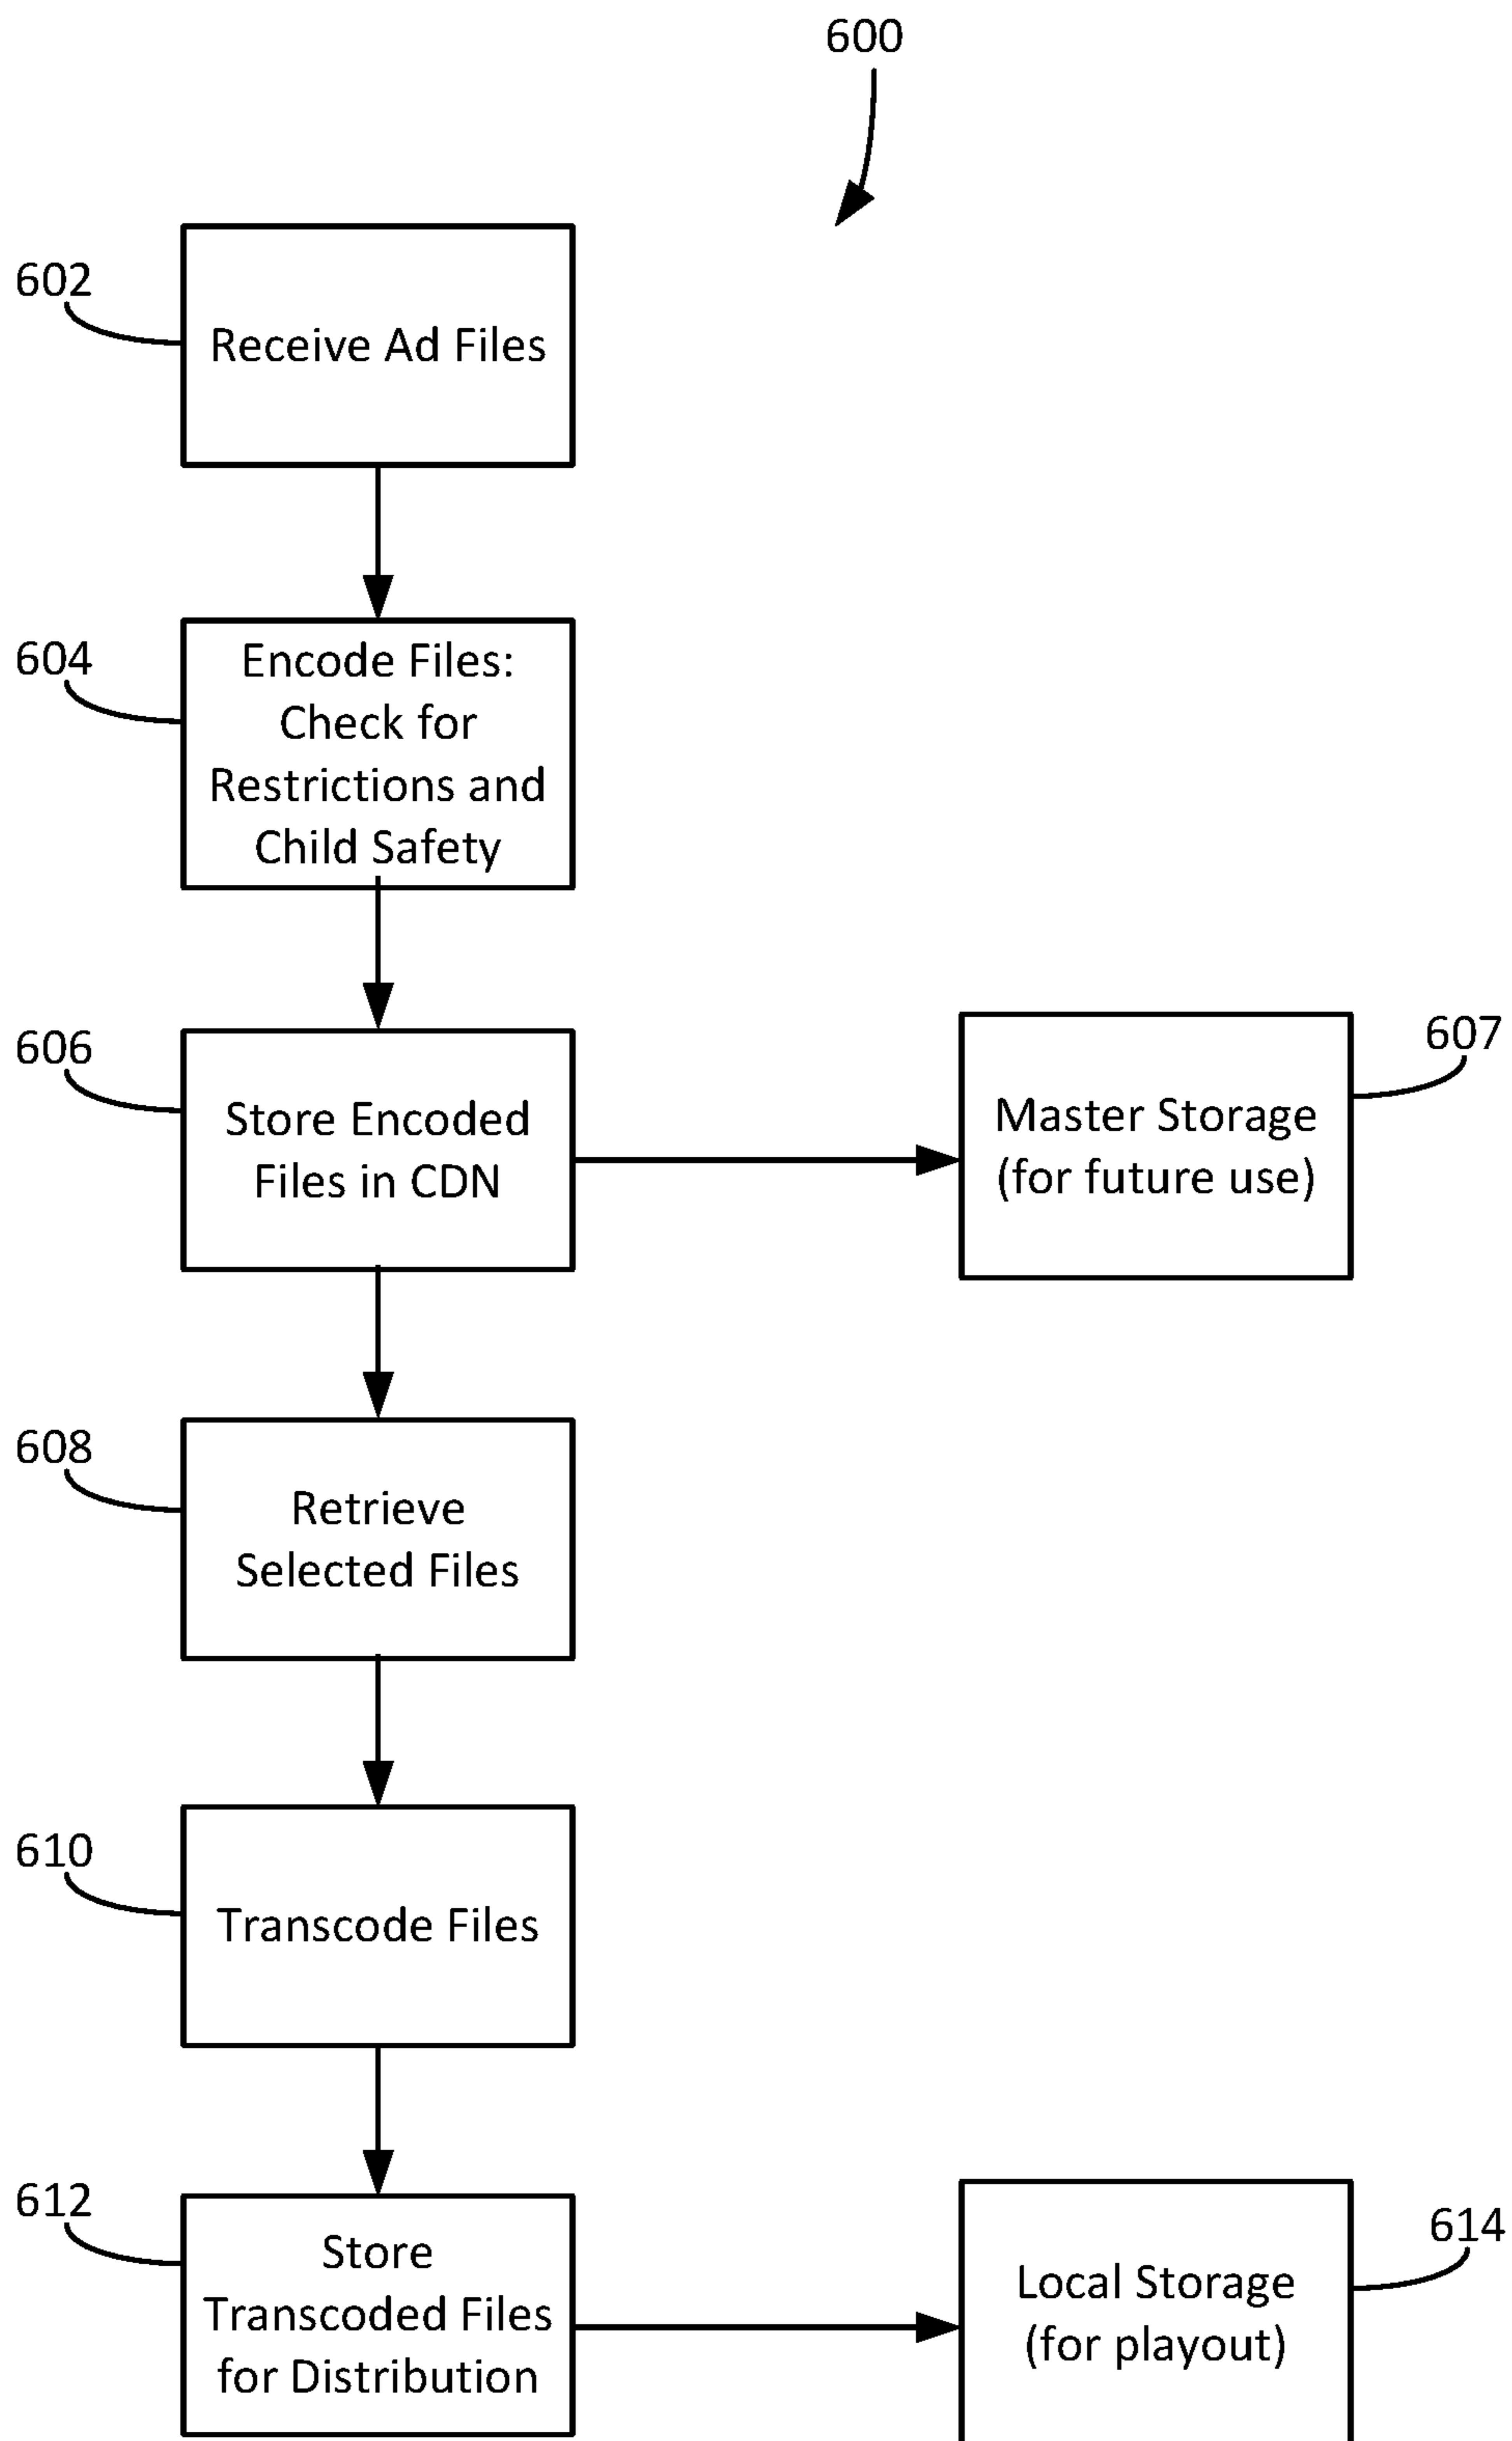 600
602
Receive Ad Files
604
Encode Files:
Check for
Restrictions and
Child Safety
606
Store Encoded
Files in CDN
607
Master Storage
(for future use)
608
Retrieve
Selected Files
610
Transcode Files
612
Store
Transcoded Files
for Distribution
614
Local Storage
(for playout)